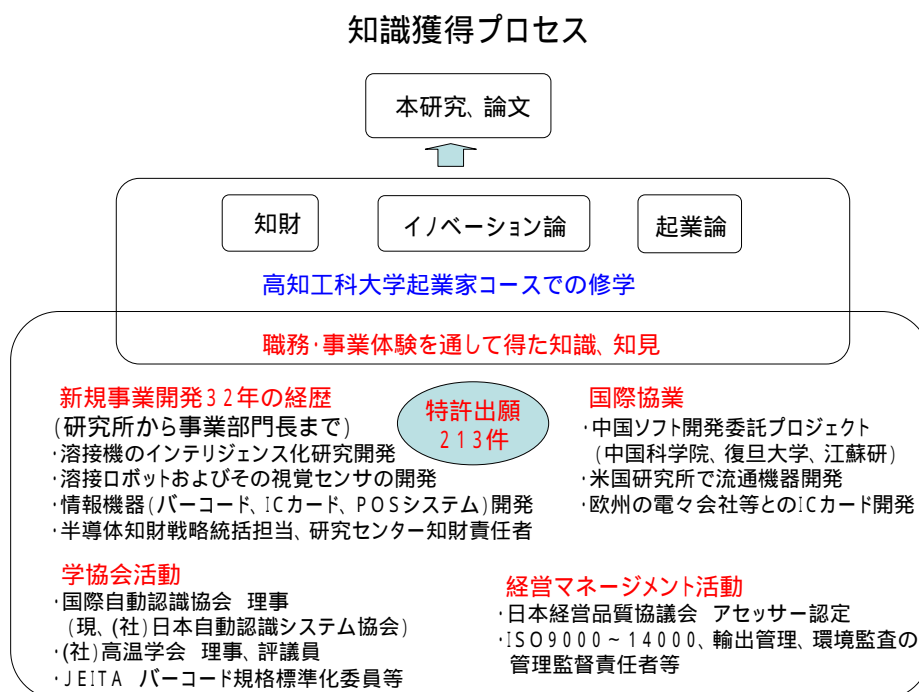 知識獲得プロセス
本研究、論文
知財
イノベーション論
起業論
高知工科大学起業家コースでの修学
職務・事業体験を通して得た知識、知見
新規事業開発32年の経歴
(研究所から事業部門長まで)
・溶接機のインテリジェンス化研究開発
・溶接ロボットおよびその視覚センサの開発
・情報機器(バーコード、ICカード、POSシステム)開発
・半導体知財戦略統括担当、研究センター知財責任者
特許出願
213件
国際協業
・中国ソフト開発委託プロジェクト
(中国科学院、復旦大学、江蘇研)
・米国研究所で流通機器開発
・欧州の電々会社等とのICカード開発
学協会活動
・国際自動認識協会 理事
(現、(社)日本自動認識システム協会)
・(社)高温学会 理事、評議員
・JEITA バーコード規格標準化委員等
経営マネージメント活動
・日本経営品質協議会 アセッサー認定
・ISO9000~14000、輸出管理、環境監査の
管理監督責任者等